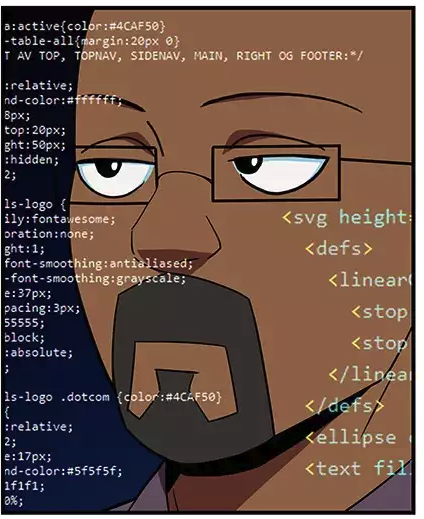 a:active{color:#4CAF50}
-table-all{margin:20px 0}
T AV TOP, TOPNAV, SIDENAV, MAIN, RIGHT OG FOOTER:*/
:relative;
nd-color:#ffffff;
8px;
top:20px;
ght:50px;
:hidden;
2;
ls-logo {
ily:fontawesome;
oration:none;
ght:1;
font-smoothing:antialiased;
-font-smoothing:grayscale;
e:37px;
pacing:3px;
55555;
block;
:absolute;
;
ls-logo .dotcom {color:#4CAF50}
{
:relative;
2;
e:17px;
nd-color:#5f5f5f;
1f1f1;
0%;
<svg height=
<defs>
<linearG
<stop
<stop
</linear
</defs>
<ellipse c
<text fill